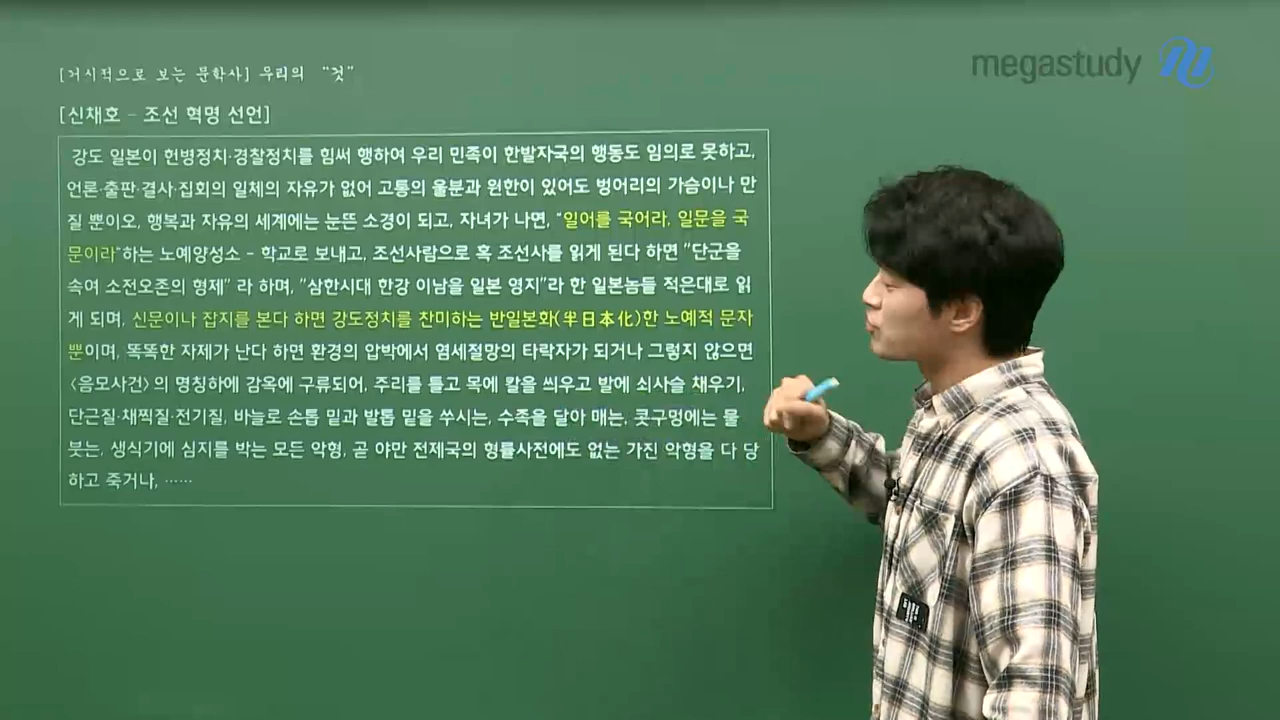 [거시적으로 보는 문학사] 우리의 "것"
megastudy
[신채호 - 조선 혁명 선언]
강도 일본이 헌병정치·경찰정치를 힘써 행하여 우리 민족이 한발자국의 행동도 임의로 못하고,
언론·출판·결사·집회의 일체의 자유가 없어 고통의 울분과 원한이 있어도 벙어리의 가슴이나 만
질 뿐이오, 행복과 자유의 세계에는 눈뜬 소경이 되고, 자녀가 나면, "일어를 국어라, 일문을 국
문이라"하는 노예양성소 - 학교로 보내고, 조선사람으로 혹 조선사를 읽게 된다 하면 "단군을
속여 소전오존의 형제" 라 하며, "삼한시대 한강 이남을 일본 영지"라 한 일본놈들 적은대로 읽
게 되며, 신문이나 잡지를 본다 하면 강도정치를 찬미하는 반일본화(半日本化)한 노예적 문자
뿐이며, 똑똑한 자제가 난다 하면 환경의 압박에서 염세절망의 타락자가 되거나 그렇지 않으면
<음모사건>의 명칭하에 감옥에 구류되어, 주리를 틀고 목에 칼을 씌우고 발에 쇠사슬 채우기,
단근질·채찍질·전기질, 바늘로 손톱 밑과 발톱 밑을 쑤시는, 수족을 달아 매는, 콧구멍에는 물
붓는, 생식기에 심지를 박는 모든 악형, 곧 야만 전제국의 형률사전에도 없는 가진 악형을 다 당
하고 죽거나, ……